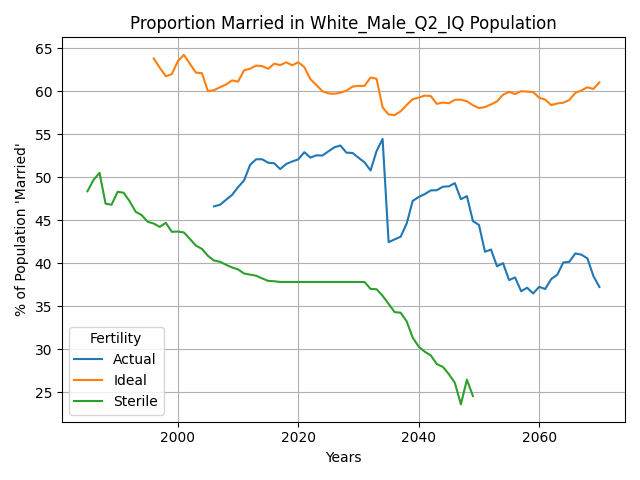 Proportion Married in White_Male_Q2_IQ Population
% of Population 'Married'
65
60
55
50
45
40
35
30
25
Fertility
Actual
Ideal
Sterile
2000 2020 2040 2060
Years